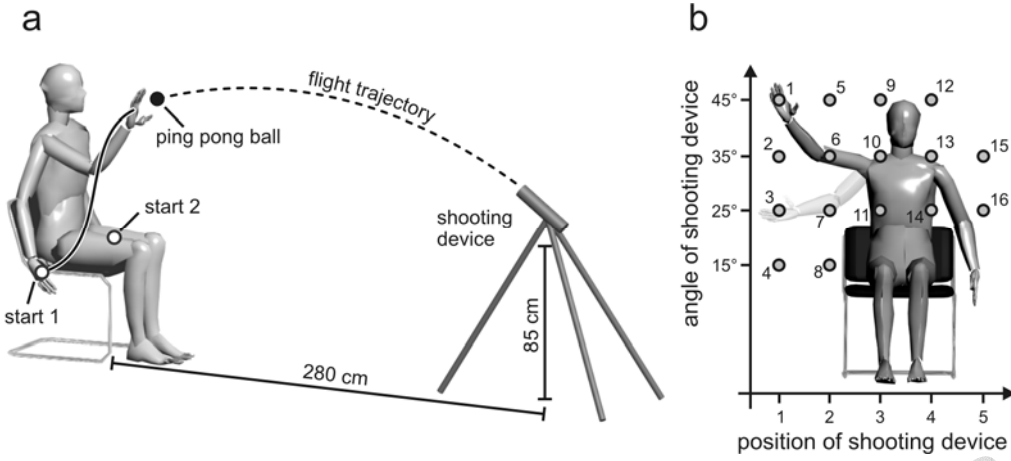 a
flight trajectory
ping pong ball
start 2
shooting
device
start 1
85 cm
280 cm
b
angle of shooting device
45°
35°
25°
15°
1
5
9
12
2
6
10
13
15
3
7
11
14
16
4
8
1
2
3
4
5
position of shooting device